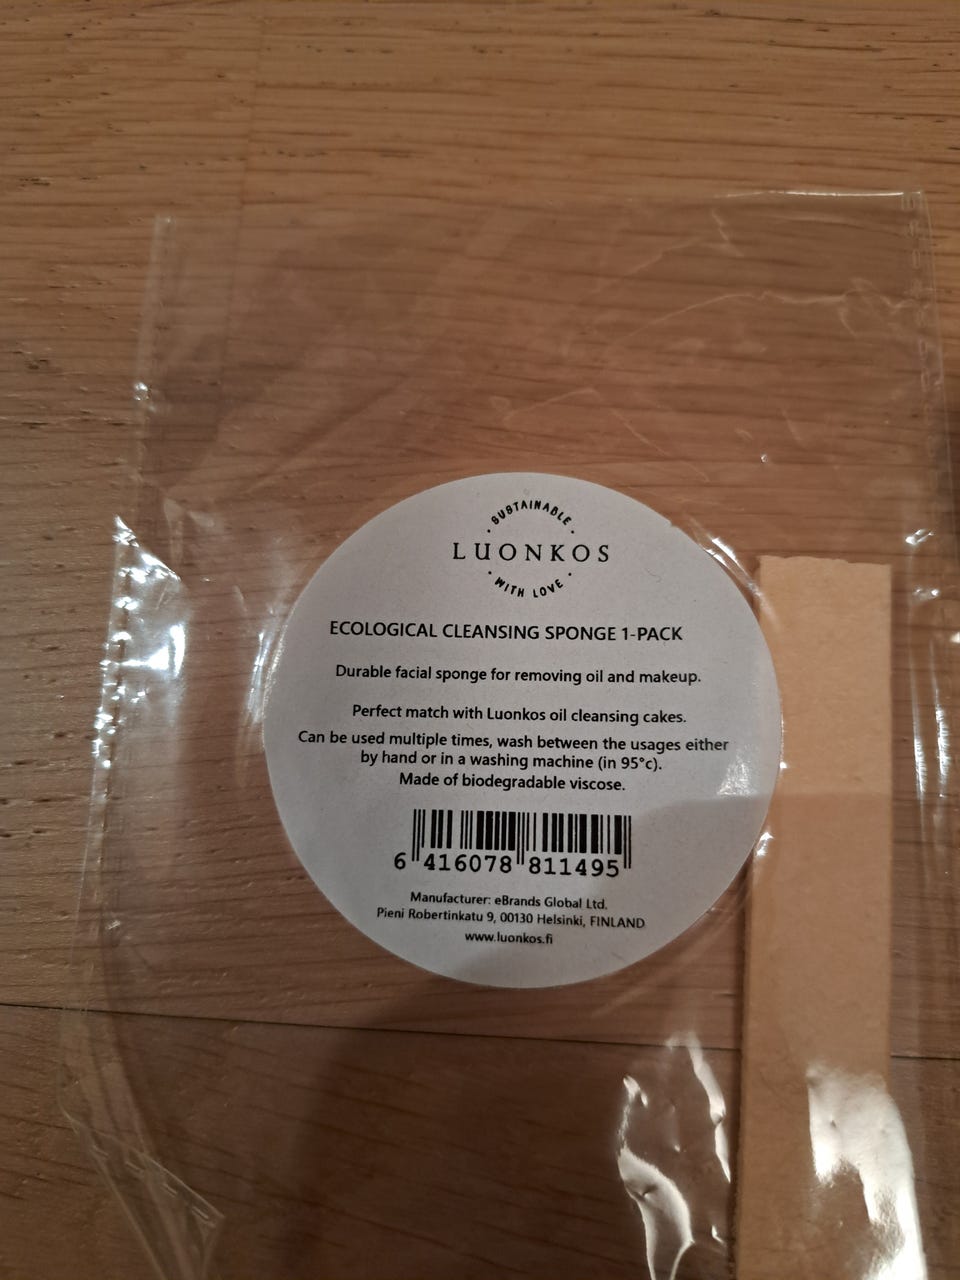 · SUSTAINABLE ·
LUONKOS
· WITH LOVE ·
ECOLOGICAL CLEANSING SPONGE 1-PACK
Durable facial sponge for removing oil and makeup.
Perfect match with Luonkos oil cleansing cakes.
Can be used multiple times, wash between the usages either
by hand or in a washing machine (in 95°c).
Made of biodegradable viscose.
6 416078 811495
Manufacturer: eBrands Global Ltd.
Pieni Robertinkatu 9, 00130 Helsinki, FINLAND
www.luonkos.fi